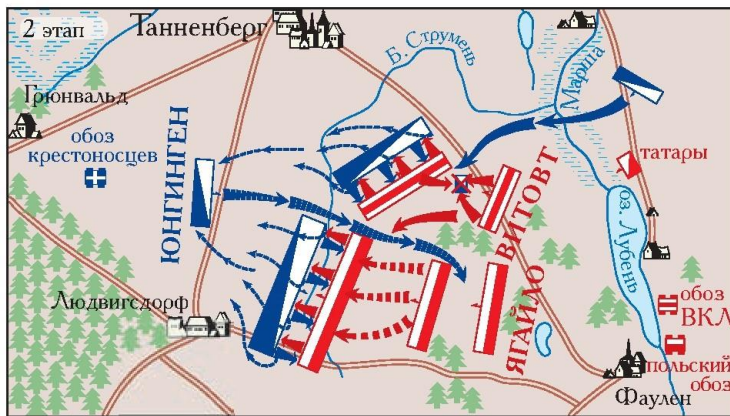 2 этап
Танненберг
Б. Струмень
Марша
Грюнвальд
обоз
крестоносцев
ЮНГИНГЕН
татары
ВИТОВТ
оз. Лубень
ЯГАЙЛО
Людвигсдорф
обоз
ВКЛ
польский
обоз
Фаулен